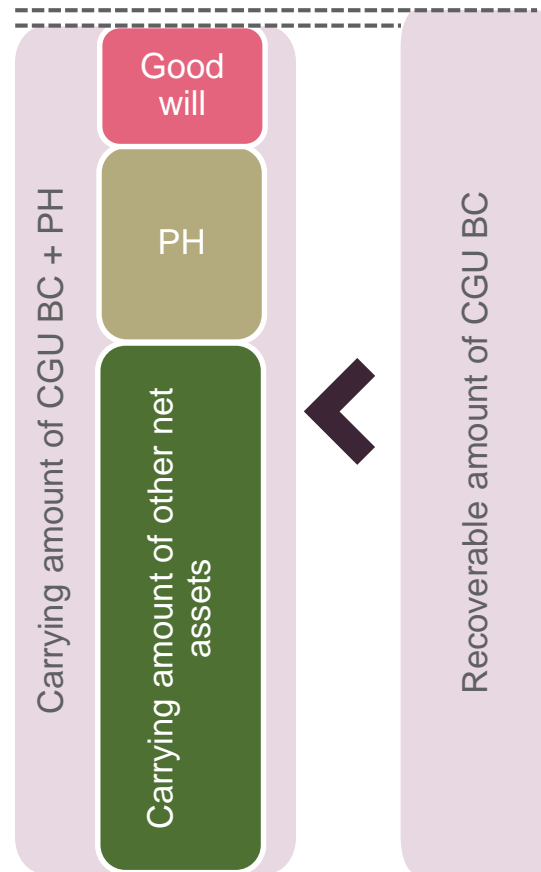 Carrying amount of CGU BC + PH
Good
will
PH
Carrying amount of other net
assets
Recoverable amount of CGU BC